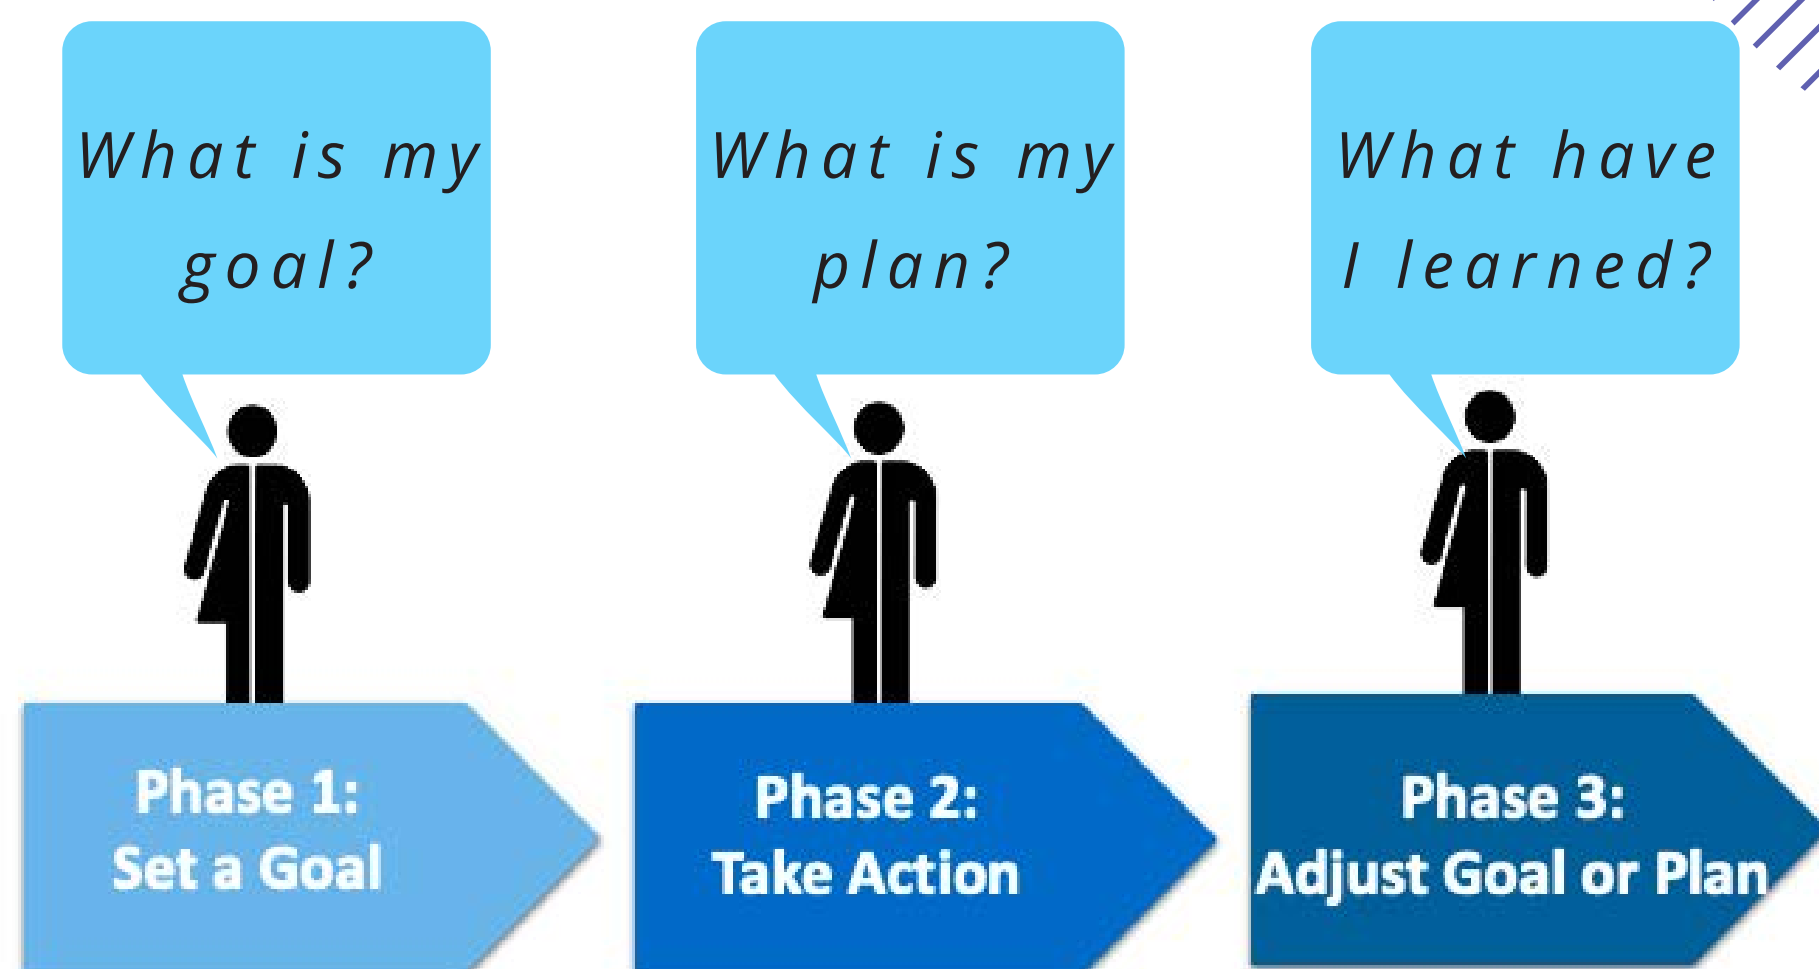 What is my
goal?
What is my
plan?
What have
I learned?
Phase 1:
Set a Goal
Phase 2:
Take Action
Phase 3:
Adjust Goal or Plan